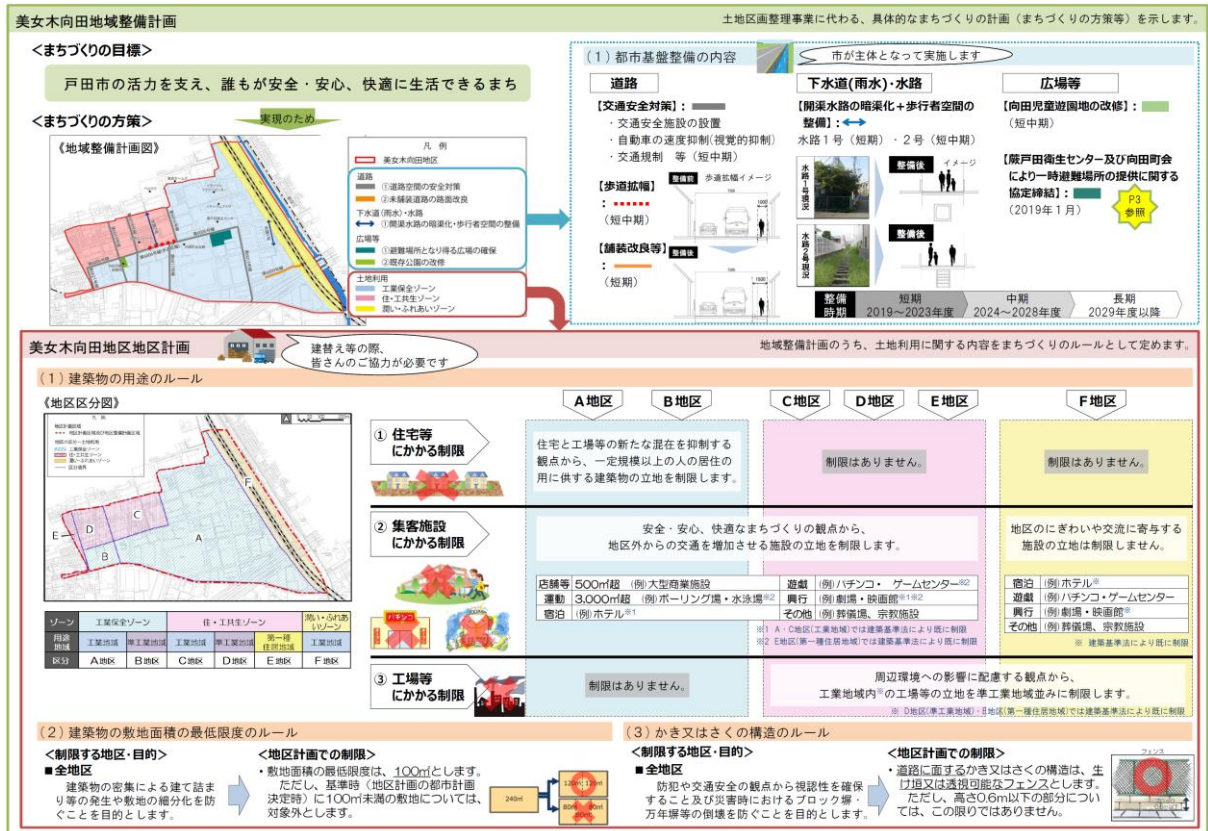 美女木向田地域整備計画
土地区画整理事業に代わる、具体的なまちづくりの計画（まちづくりの方策等）を示します。
＜まちづくりの目標＞
戸田市の活力を支え、誰もが安全・安心、快適に生活できるまち
実現のため
＜まちづくりの方策＞
《地域整備計画図》
凡 例
美女木向田地区
道路
①道路空間の安全対策
②未舗装道路の路面改良
下水道(雨水)・水路
①開渠水路の暗渠化・歩行者空間の整備
広場等
①避難場所となり得る広場の確保
②既存公園の改修
土地利用
工業保全ゾーン
住・工共生ゾーン
潤い・ふれあいゾーン
（1）都市基盤整備の内容
市が主体となって実施します
道路
【交通安全対策】：
・交通安全施設の設置
・自動車の速度抑制(視覚的抑制)
・交通規制 等（短中期）
【歩道拡幅】
：
（短中期）
整備前
歩道拡幅イメージ
【舗装改良等】
：
（短期）
整備後
下水道(雨水)・水路
【開渠水路の暗渠化＋歩行者空間の
整備】：
水路1号（短期）・2号（短中期）
水路1号現況
整備後
イメージ
水路2号現況
整備後
広場等
【向田児童遊園地の改修】：
（短中期）
【蕨戸田衛生センター及び向田町会
により一時避難場所の提供に関する
協定締結】：
（2019年1月）
P3
参照
整備
時期
短期
2019～2023年度
中期
2024～2028年度
長期
2029年度以降
美女木向田地区地区計画
建替え等の際、
皆さんのご協力が必要です
地域整備計画のうち、土地利用に関する内容をまちづくりのルールとして定めます。
（1）建築物の用途のルール
《地区区分図》
凡 例
A
B
C
D
E
F
ゾーン 工業保全ゾーン 住・工共生ゾーン 潤い・ふれあいゾーン
用途地域 工業地域 準工業地域 工業地域 準工業地域 第一種住居地域 工業地域
区分 A地区 B地区 C地区 D地区 E地区 F地区
A地区 B地区 C地区 D地区 E地区 F地区
① 住宅等
にかかる制限
住宅と工場等の新たな混在を抑制する
観点から、一定規模以上の人の居住の
用に供する建築物の立地を制限します。
制限はありません。
制限はありません。
② 集客施設
にかかる制限
パチンコ
安全・安心、快適なまちづくりの観点から、
地区外からの交通を増加させる施設の立地を制限します。
店舗等 500㎡超 (例)大型商業施設 遊戯 (例)パチンコ・ ゲームセンター※2
運動 3,000㎡超 (例)ボーリング場・水泳場※2 興行 (例)劇場・映画館※1※2
宿泊 (例)ホテル※1 その他 (例)葬儀場、宗教施設
※1 A・C地区(工業地域)では建築基準法により既に制限
※2 E地区(第一種住居地域)では建築基準法により既に制限
地区のにぎわいや交流に寄与する
施設の立地は制限しません。
宿泊 (例)ホテル※
遊戯 (例)パチンコ・ゲームセンター
興行 (例)劇場・映画館※
その他 (例)葬儀場、宗教施設
※ 建築基準法により既に制限
③ 工場等
にかかる制限
制限はありません。
周辺環境への影響に配慮する観点から、
工業地域内※の工場等の立地を準工業地域並みに制限します。
※ D地区(準工業地域)・E地区(第一種住居地域)では建築基準法により既に制限
（2）建築物の敷地面積の最低限度のルール
＜制限する地区・目的＞
■全地区
建築物の密集による建て詰
まり等の発生や敷地の細分化を防
ぐことを目的とします。
＜地区計画での制限＞
・敷地面積の最低限度は、100㎡とします。
ただし、基準時（地区計画の都市計画
決定時）に100㎡未満の敷地については、
対象外とします。
240㎡
120㎡ 120㎡
80㎡ 80㎡
80㎡
（3）かき又はさくの構造のルール
＜制限する地区・目的＞
■全地区
防犯や交通安全の観点から視認性を確保
すること及び災害時におけるブロック塀・
万年塀等の倒壊を防ぐことを目的とします。
＜地区計画での制限＞
・道路に面するかき又はさくの構造は、生
け垣又は透視可能なフェンスとします。
ただし、高さ0.6m以下の部分につい
ては、この限りではありません。
フェンス